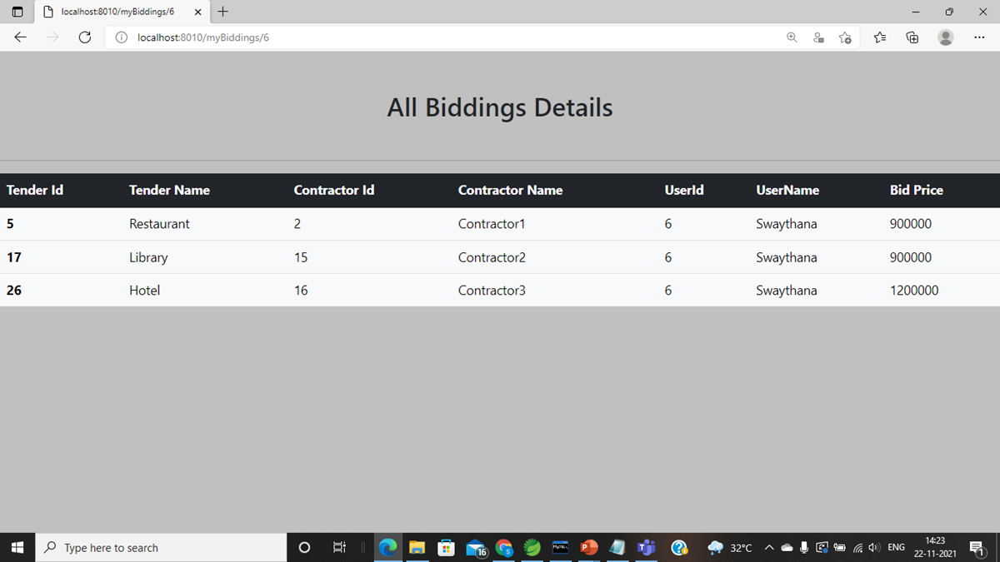 localhost:8010/myBiddings/6
localhost:8010/myBiddings/6
All Biddings Details
Tender Id Tender Name Contractor Id Contractor Name UserId UserName Bid Price
5 Restaurant 2 Contractor1 6 Swaythana 900000
17 Library 15 Contractor2 6 Swaythana 900000
26 Hotel 16 Contractor3 6 Swaythana 1200000
Type here to search 16 32°C ENG 14:23
22-11-2021 1